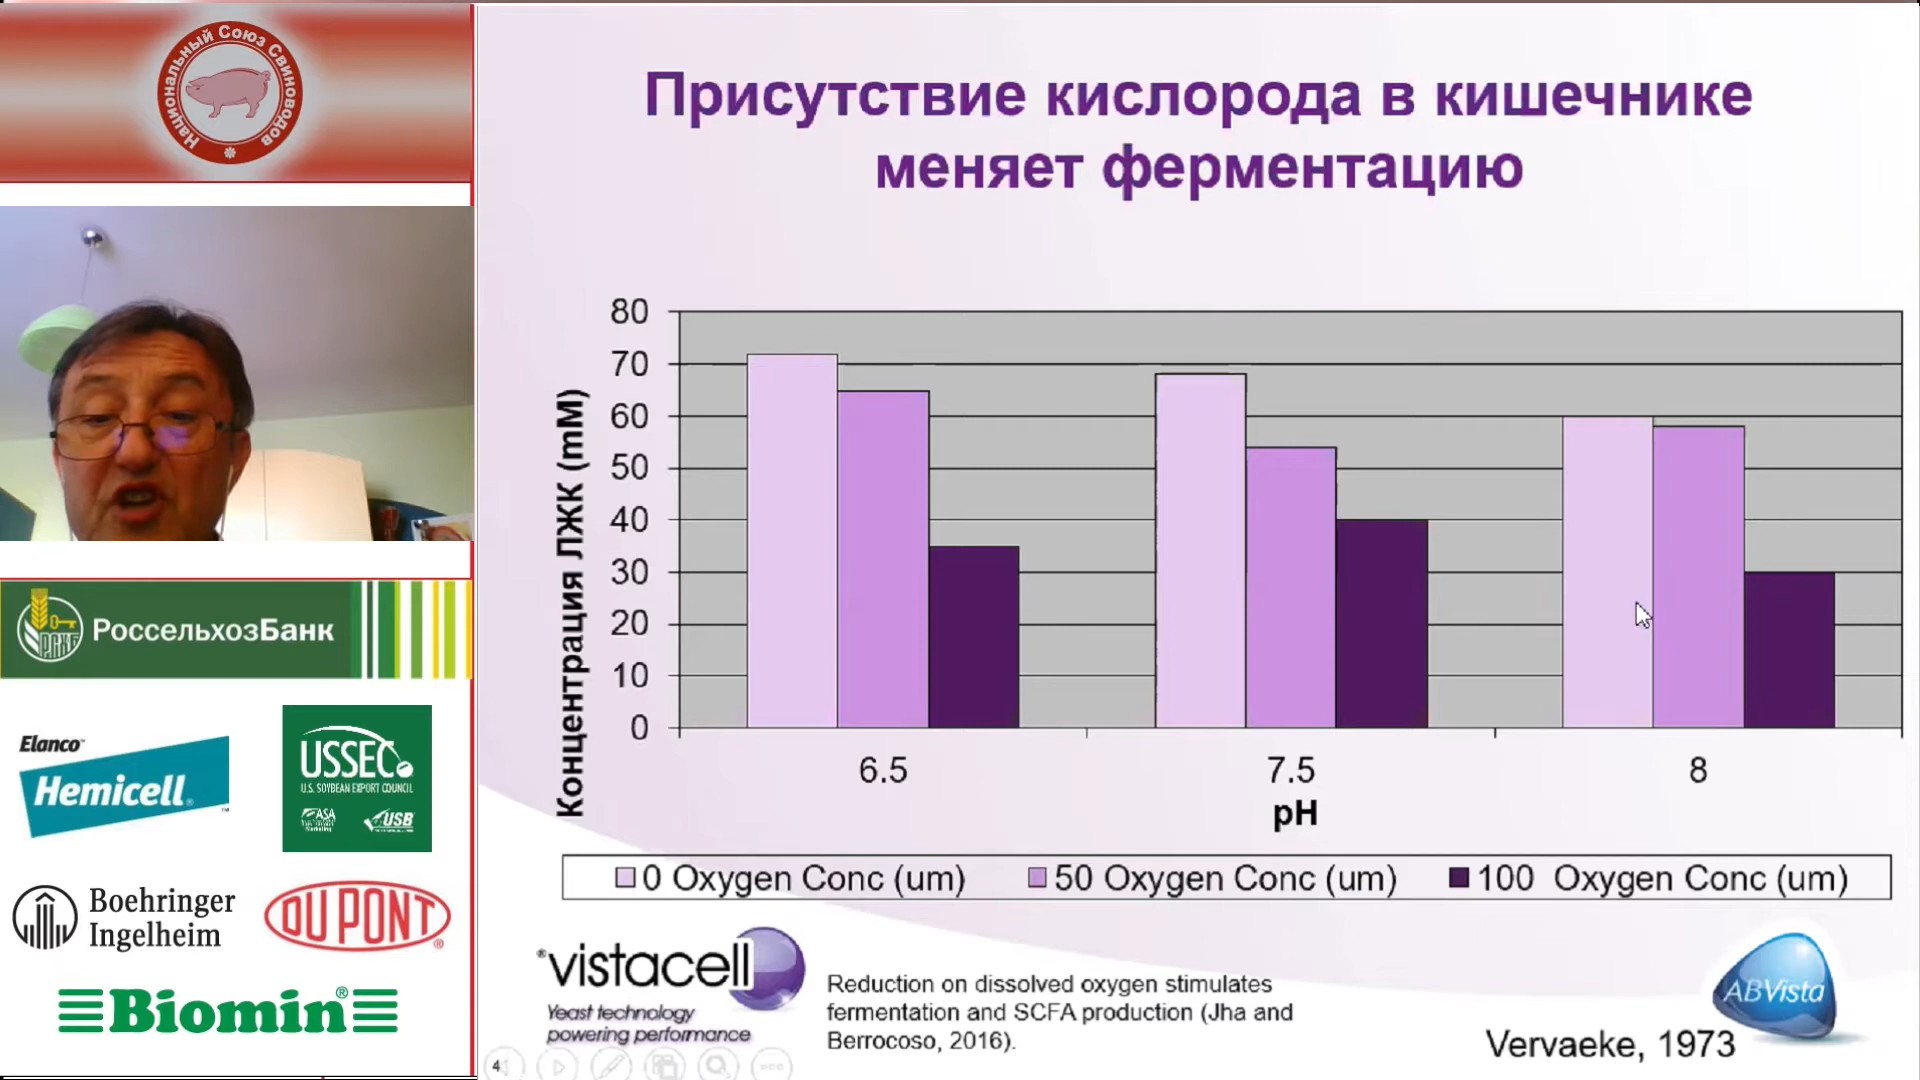 Национальный Союз Свиноводов
РоссельхозБанк
Elanco™
Hemicell®
™
USSEC
U.S. SOYBEAN EXPORT COUNCIL
ASA
USB
Boehringer
Ingelheim
DUPONT®
Biomin®
Присутствие кислорода в кишечнике
меняет ферментацию
Концентрация ЛЖК (mM)
80
70
60
50
40
30
20
10
0
6.5
7.5
8
pH
0 Oxygen Conc (um)
50 Oxygen Conc (um)
100 Oxygen Conc (um)
®vistacell
Yeast technology
powering performance
Reduction on dissolved oxygen stimulates
fermentation and SCFA production (Jha and
Berrocoso, 2016).
ABVista
Vervaeke, 1973
4